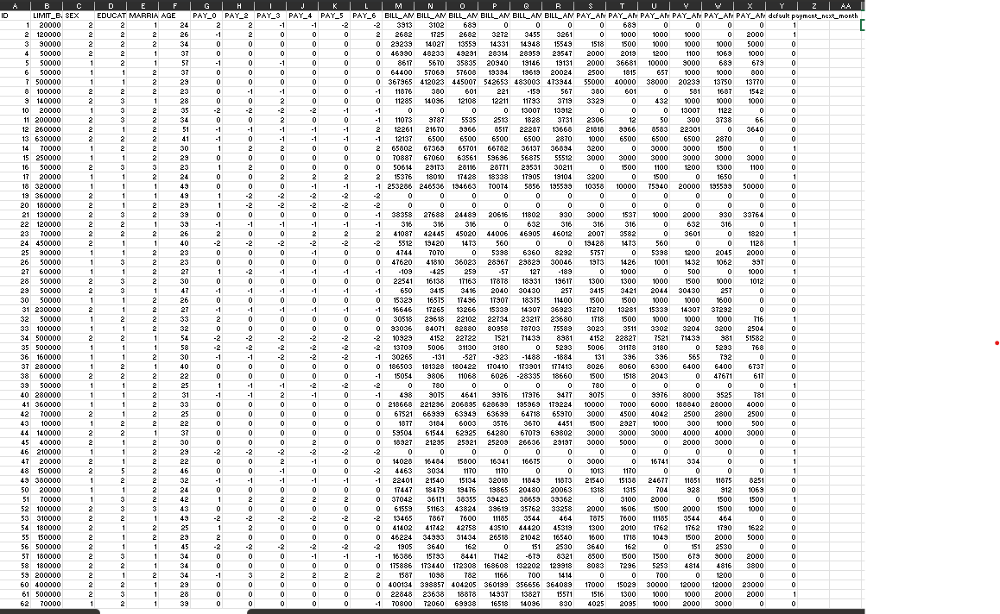 A B C D E F G H I J K L M N O P Q R S T U V W X Y Z AA
ID LIMIT_B. SEX EDUCAT MARRIA AGE PAY_0 PAY_2 PAY_3 PAY_4 PAY_5 PAY_6 BILL_AM BILL_AM BILL_AM BILL_AM BILL_AM BILL_AM PAY_AM PAY_AM PAY_AM PAY_AM PAY_AM PAY_AM default payment_next_month
1 20000 2 2 1 24 2 2 -1 -1 -2 -2 3913 3102 689 0 0 0 0 689 0 0 0 0 1
2 120000 2 2 2 26 -1 2 0 0 0 2 2682 1725 2682 3272 3455 3261 0 1000 1000 1000 0 2000 1
3 90000 2 2 2 34 0 0 0 0 0 0 29239 14027 13559 14331 14948 15549 1518 1500 1000 1000 1000 5000 0
4 50000 2 2 1 37 0 0 0 0 0 0 46990 48233 49291 28314 28959 29547 2000 2019 1200 1100 1069 1000 0
5 50000 1 2 1 57 -1 0 -1 0 0 0 8617 5670 35835 20940 19146 19131 2000 36681 10000 9000 689 679 0
6 50000 1 1 2 37 0 0 0 0 0 0 64400 57069 57608 19394 19619 20024 2500 1815 657 1000 1000 800 0
7 500000 1 1 2 29 0 0 0 0 0 0 367965 412023 445007 542653 483003 473944 55000 40000 38000 20239 13750 13770 0
8 100000 2 2 2 23 0 -1 -1 0 0 -1 11876 380 601 221 -159 567 380 601 0 581 1687 1542 0
9 140000 2 3 1 28 0 0 2 0 0 0 11285 14096 12108 12211 11793 3719 3329 0 432 1000 1000 1000 0
10 20000 1 3 2 35 -2 -2 -2 -2 -1 -1 0 0 0 0 13007 13912 0 0 0 13007 1122 0 0
11 200000 2 3 2 34 0 0 2 0 0 -1 11073 9787 5535 2513 1828 3731 2306 12 50 300 3738 66 0
12 260000 2 1 2 51 -1 -1 -1 -1 -1 2 12261 21670 9966 8517 22287 13668 21818 9966 8583 22301 0 3640 0
13 630000 2 2 2 41 -1 0 -1 -1 -1 -1 12137 6500 6500 6500 6500 2870 1000 6500 6500 6500 2870 0 0
14 70000 1 2 2 30 1 2 2 0 0 2 65802 67369 65701 66782 36137 36894 3200 0 3000 3000 1500 0 1
15 250000 1 1 2 29 0 0 0 0 0 0 70887 67060 63561 59696 56875 55512 3000 3000 3000 3000 3000 3000 0
16 50000 2 3 3 23 1 2 0 0 0 0 50614 29173 28116 28771 29531 30211 0 1500 1100 1200 1300 1100 0
17 20000 1 1 2 24 0 0 2 2 2 2 15376 18010 17428 18338 17905 19104 3200 0 1500 0 1650 0 1
18 320000 1 1 1 49 0 0 0 -1 -1 -1 253286 246536 194663 70074 5856 195599 10358 10000 75940 20000 195599 50000 0
19 360000 2 1 1 49 1 -2 -2 -2 -2 -2 0 0 0 0 0 0 0 0 0 0 0 0 0
20 180000 2 1 2 29 1 -2 -2 -2 -2 -2 0 0 0 0 0 0 0 0 0 0 0 0 0
21 130000 2 3 2 39 0 0 0 0 0 -1 38358 27688 24489 20616 11802 930 3000 1537 1000 2000 930 33764 0
22 120000 2 2 1 39 -1 -1 -1 -1 -1 -1 316 316 316 0 632 316 316 316 0 632 316 0 1
23 70000 2 2 2 26 2 0 0 2 2 2 41087 42445 45020 44006 46905 46012 2007 3582 0 3601 0 1820 1
24 450000 2 1 1 40 -2 -2 -2 -2 -2 -2 5512 19420 1473 560 0 0 19428 1473 560 0 0 1128 1
25 90000 1 1 2 23 0 0 0 -1 0 0 4744 7070 0 5398 6360 8292 5757 0 5398 1200 2045 2000 0
26 50000 1 3 2 23 0 0 0 0 0 0 47620 41810 36023 28967 29829 30046 1973 1426 1001 1432 1062 997 0
27 60000 1 1 2 27 1 -2 -1 -1 -1 -1 -109 -425 259 -57 127 -189 0 1000 0 500 0 1000 1
28 50000 2 3 2 30 0 0 0 0 0 0 22541 16138 17163 17878 18931 19617 1300 1300 1000 1500 1000 1012 0
29 50000 2 3 1 47 -1 -1 -1 -1 -1 -1 650 3415 3416 2040 30430 257 3415 3421 2044 30430 257 0 0
30 50000 1 1 2 26 0 0 0 0 0 0 15329 16575 17496 17907 18375 11400 1500 1500 1000 1000 1600 0 0
31 230000 2 1 2 27 -1 -1 -1 -1 -1 -1 16646 17265 13266 15339 14307 36923 17270 13281 15339 14307 37292 0 0
32 50000 1 2 2 33 2 0 0 0 0 0 30518 29618 22102 22734 23217 23680 1718 1500 1000 1000 1000 716 1
33 100000 1 1 2 32 0 0 0 0 0 0 93036 84071 82880 80958 78703 75589 3023 3511 3302 3204 3200 2504 0
34 500000 2 2 1 54 -2 -2 -2 -2 -2 -2 10929 4152 22722 7521 71439 8981 4152 22827 7521 71439 981 51582 0
35 500000 1 1 1 58 -2 -2 -2 -2 -2 -2 13709 5006 31130 3180 0 5293 5006 31178 3180 0 5293 768 0
36 160000 1 1 2 30 -1 -1 -2 -2 -2 -1 30265 -131 -527 -923 -1488 -1884 131 396 396 565 792 0 0
37 280000 1 2 1 40 0 0 0 0 0 0 186503 181328 180422 170410 173901 177413 8026 8060 6300 6400 6400 6737 0
38 60000 2 2 2 22 0 0 0 0 0 -1 15054 9806 11068 6026 -28335 18660 1500 1518 2043 0 47671 617 0
39 50000 1 1 2 25 1 -1 -1 -2 -2 -2 0 780 0 0 0 0 780 0 0 0 0 0 1
40 280000 1 1 2 31 -1 -1 2 -1 0 -1 498 9075 4641 9976 17976 9477 9075 0 9976 8000 9525 781 0
41 360000 1 1 2 33 0 0 0 0 0 0 218668 221296 206895 628699 195969 179224 10000 7000 6000 188840 28000 4000 0
42 70000 2 1 2 25 0 0 0 0 0 0 67521 66999 63949 63699 64718 65970 3000 4500 4042 2500 2800 2500 0
43 10000 1 2 2 22 0 0 0 0 0 0 1877 3184 6003 3576 3670 4451 1500 2927 1000 300 1000 500 0
44 140000 2 2 1 37 0 0 0 0 0 0 59504 61544 62925 64280 67079 69802 3000 3000 3000 4000 4000 3000 0
45 40000 2 1 2 30 0 0 0 2 0 0 18927 21295 25921 25209 26636 29197 3000 5000 0 2000 3000 0 0
46 210000 1 1 2 29 -2 -2 -2 -2 -2 -2 0 0 0 0 0 0 0 0 0 0 0 0 1
47 20000 2 1 2 22 0 0 2 -1 0 -1 14028 16484 15800 16341 16675 0 3000 0 16741 334 0 0 1
48 150000 2 5 2 46 0 0 -1 0 0 -2 4463 3034 1170 1170 0 0 1013 1170 0 0 0 0 1
49 380000 1 2 2 32 -1 -1 -1 -1 -1 -1 22401 21540 15134 32018 11849 11873 21540 15138 24677 11851 11875 8251 0
50 20000 1 1 2 24 0 0 0 0 0 0 17447 18479 19476 19865 20480 20063 1318 1315 704 928 912 1069 0
51 70000 1 3 2 42 1 2 2 2 2 0 37042 36171 38355 39423 38659 39362 0 3100 2000 0 1500 1500 1
52 100000 2 3 3 43 0 0 0 0 0 0 61559 51163 43824 39619 35762 33258 2000 1606 1500 2000 1500 1000 0
53 310000 2 2 1 49 -2 -2 -2 -2 -2 -2 13465 7867 7600 11185 3544 464 7875 7600 11185 3544 464 0 0
54 180000 2 1 2 25 1 2 0 0 0 0 41402 41742 42758 43510 44420 45319 1300 2010 1762 1762 1790 1622 0
55 150000 2 1 2 29 2 0 0 0 0 0 46224 34993 31434 26518 21042 16540 1600 1718 1049 1500 2000 5000 0
56 500000 2 1 1 45 -2 -2 -2 -2 -2 -2 1905 3640 162 0 151 2530 3640 162 0 151 2530 0 0
57 180000 2 3 1 34 0 0 0 -1 -1 -1 16386 15793 8441 7142 -679 8321 8500 1500 7500 679 9000 2000 0
58 180000 2 2 1 34 0 0 0 0 0 0 175886 173440 172308 168608 132202 129918 8083 7296 5253 4814 4816 3800 0
59 200000 2 1 2 34 -1 3 2 2 2 2 1587 1098 782 1166 700 1414 0 0 700 0 1200 0 0
60 400000 2 2 1 29 0 0 0 0 0 0 400134 398857 404205 360199 356656 364089 17000 15029 30000 12000 12000 23000 0
61 500000 2 3 1 28 0 0 0 0 0 0 22848 23638 18878 14937 13827 15571 1516 1300 1000 1000 2000 2000 1
62 70000 1 2 1 39 0 0 0 0 0 -1 70800 72060 69938 16518 14096 830 4025 2095 1000 2000 3000 0 0